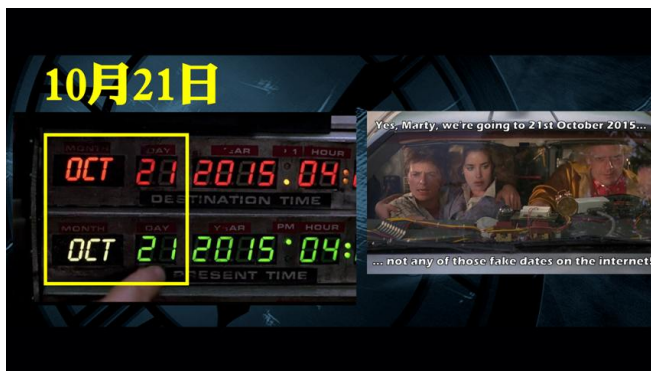 10月21日
MONTH DAY YEAR HOUR
OCT 21 2015 04:
DESTINATION TIME
MONTH DAY YEAR PM HOUR
OCT 21 2015 04:
PRESENT TIME
Yes, Marty, we're going to 21st October 2015...
... not any of those fake dates on the internet!